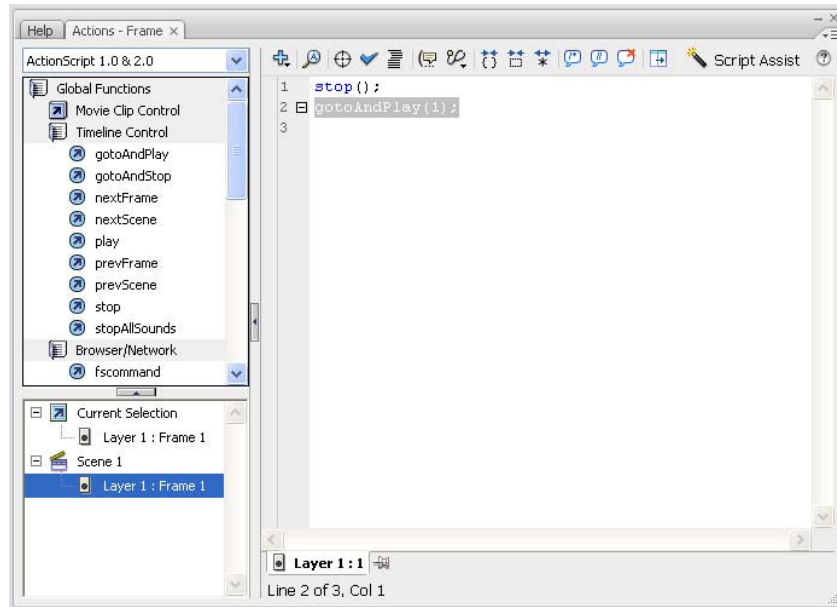 Help
Actions - Frame ×
ActionScript 1.0 & 2.0
Script Assist
Global Functions
Movie Clip Control
Timeline Control
gotoAndPlay
gotoAndStop
nextFrame
nextScene
play
prevFrame
prevScene
stop
stopAllSounds
Browser/Network
fscommand
1 stop();
2 gotoAndPlay(1);
3
Current Selection
Layer 1 : Frame 1
Scene 1
Layer 1 : Frame 1
Layer 1 : 1
Line 2 of 3, Col 1